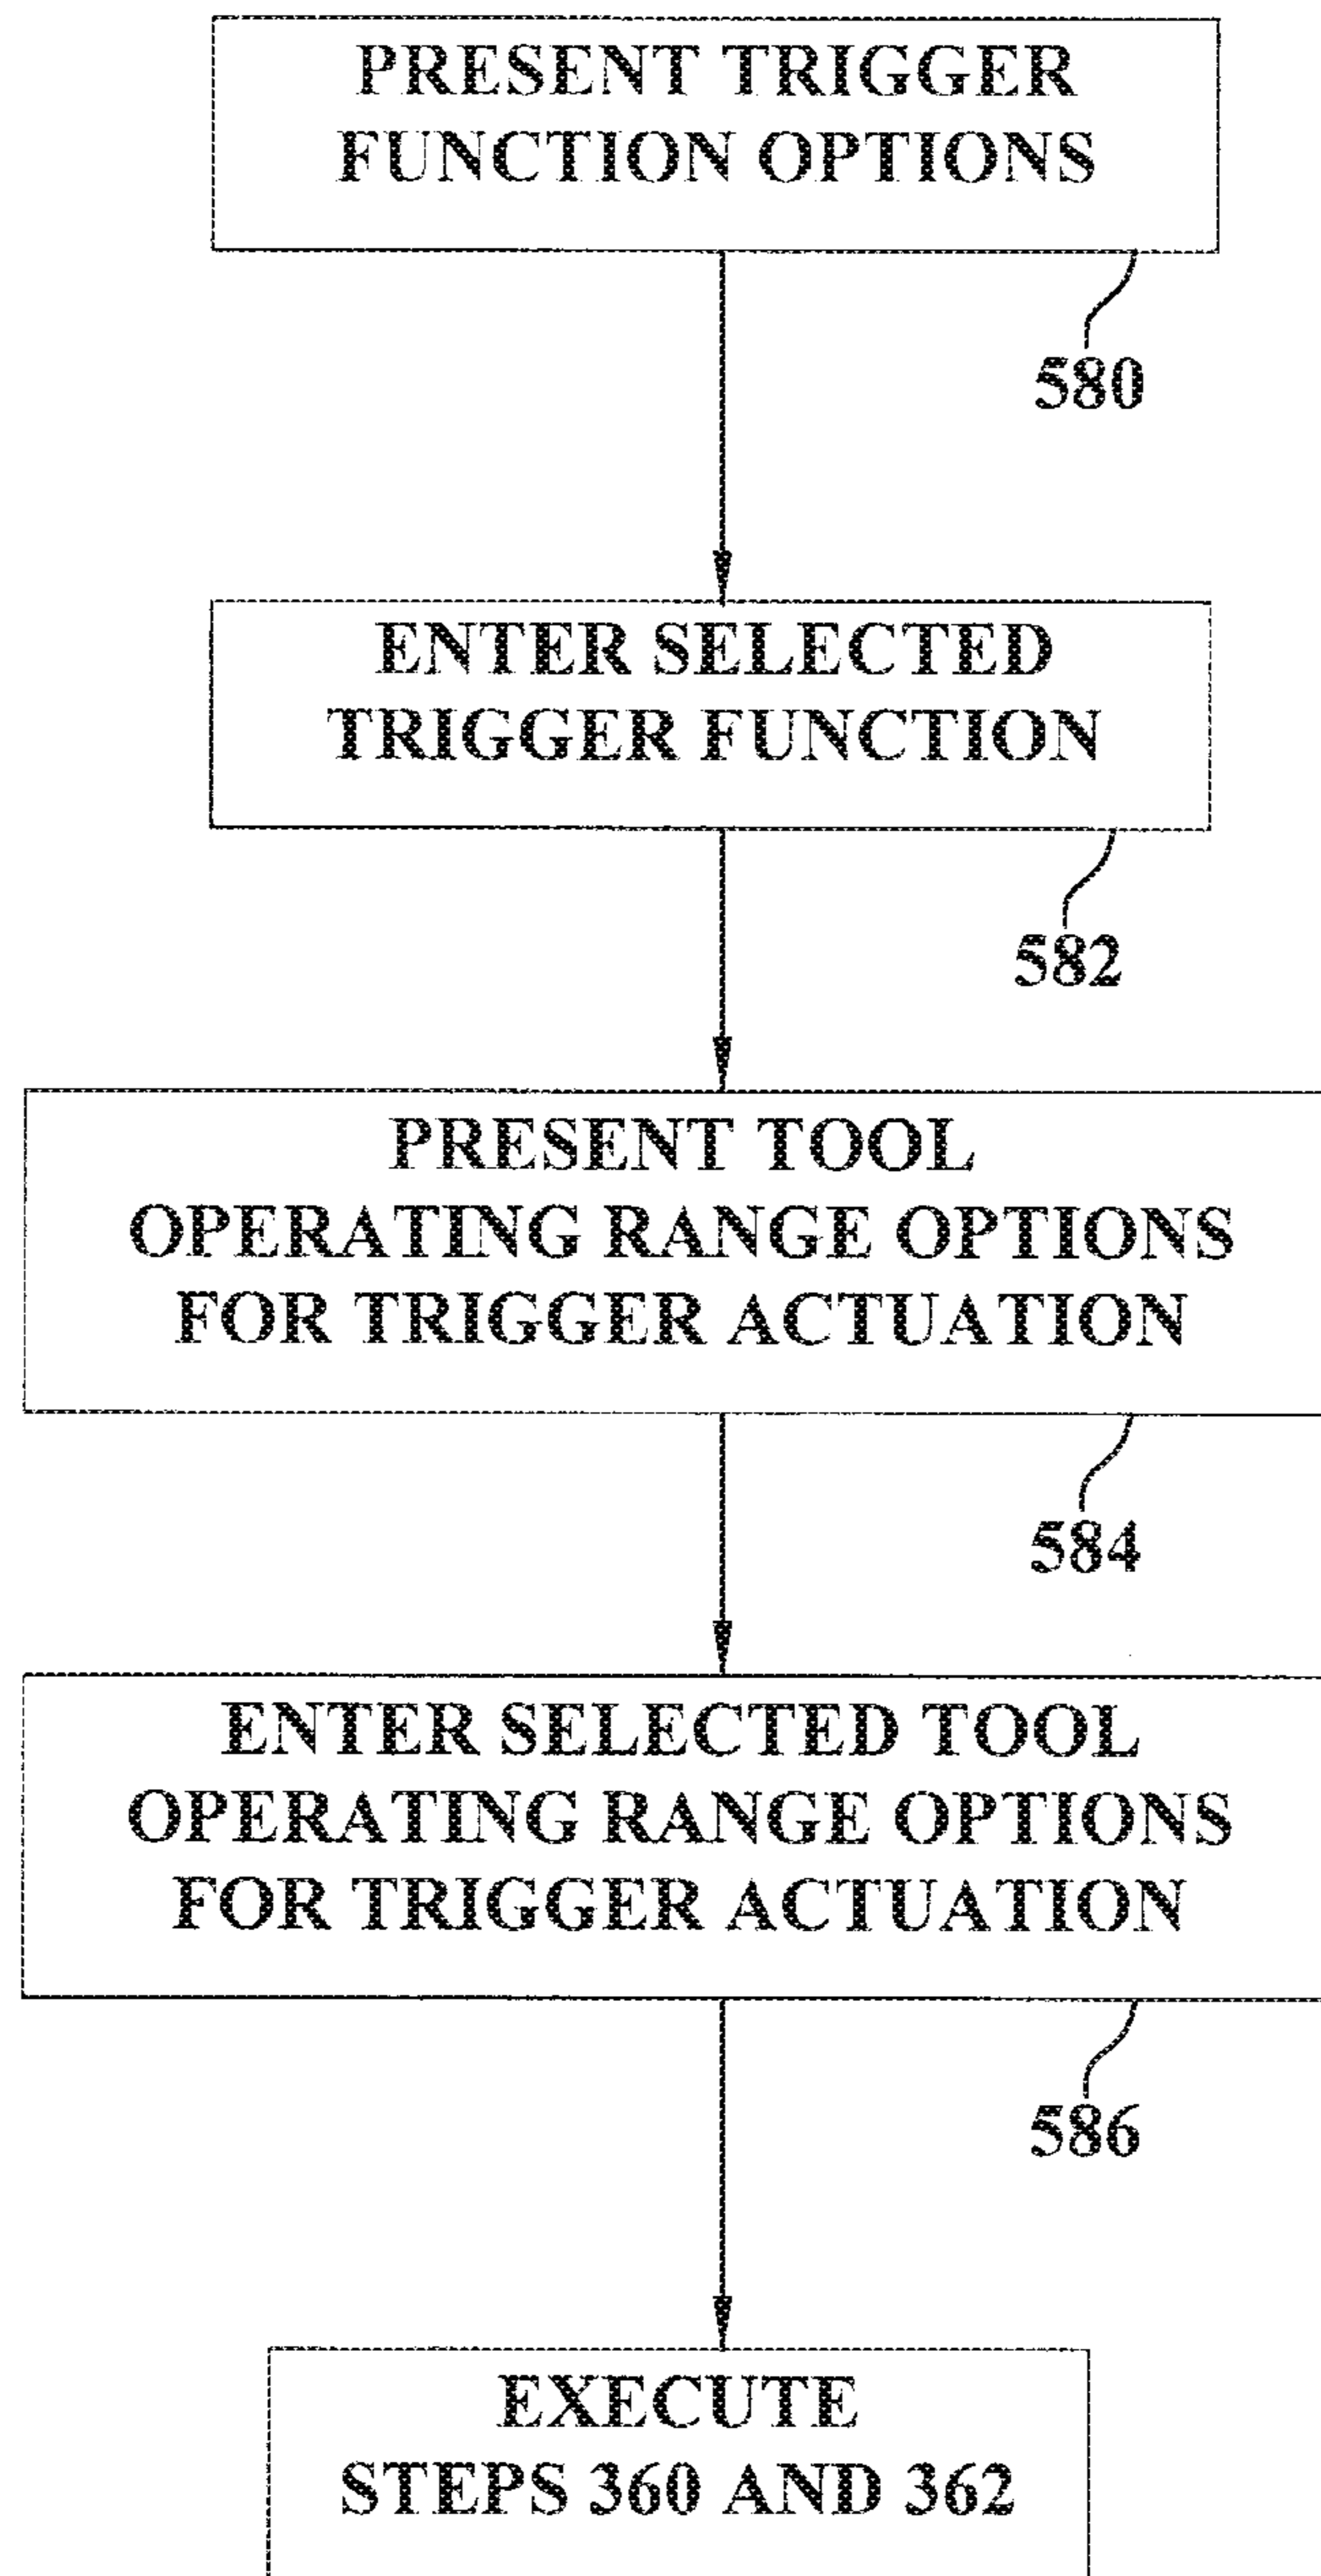 PRESENT TRIGGER
FUNCTION OPTIONS
580
ENTER SELECTED
TRIGGER FUNCTION
582
PRESENT TOOL
OPERATING RANGE OPTIONS
FOR TRIGGER ACTUATION
584
ENTER SELECTED TOOL
OPERATING RANGE OPTIONS
FOR TRIGGER ACTUATION
586
EXECUTE
STEPS 360 AND 362